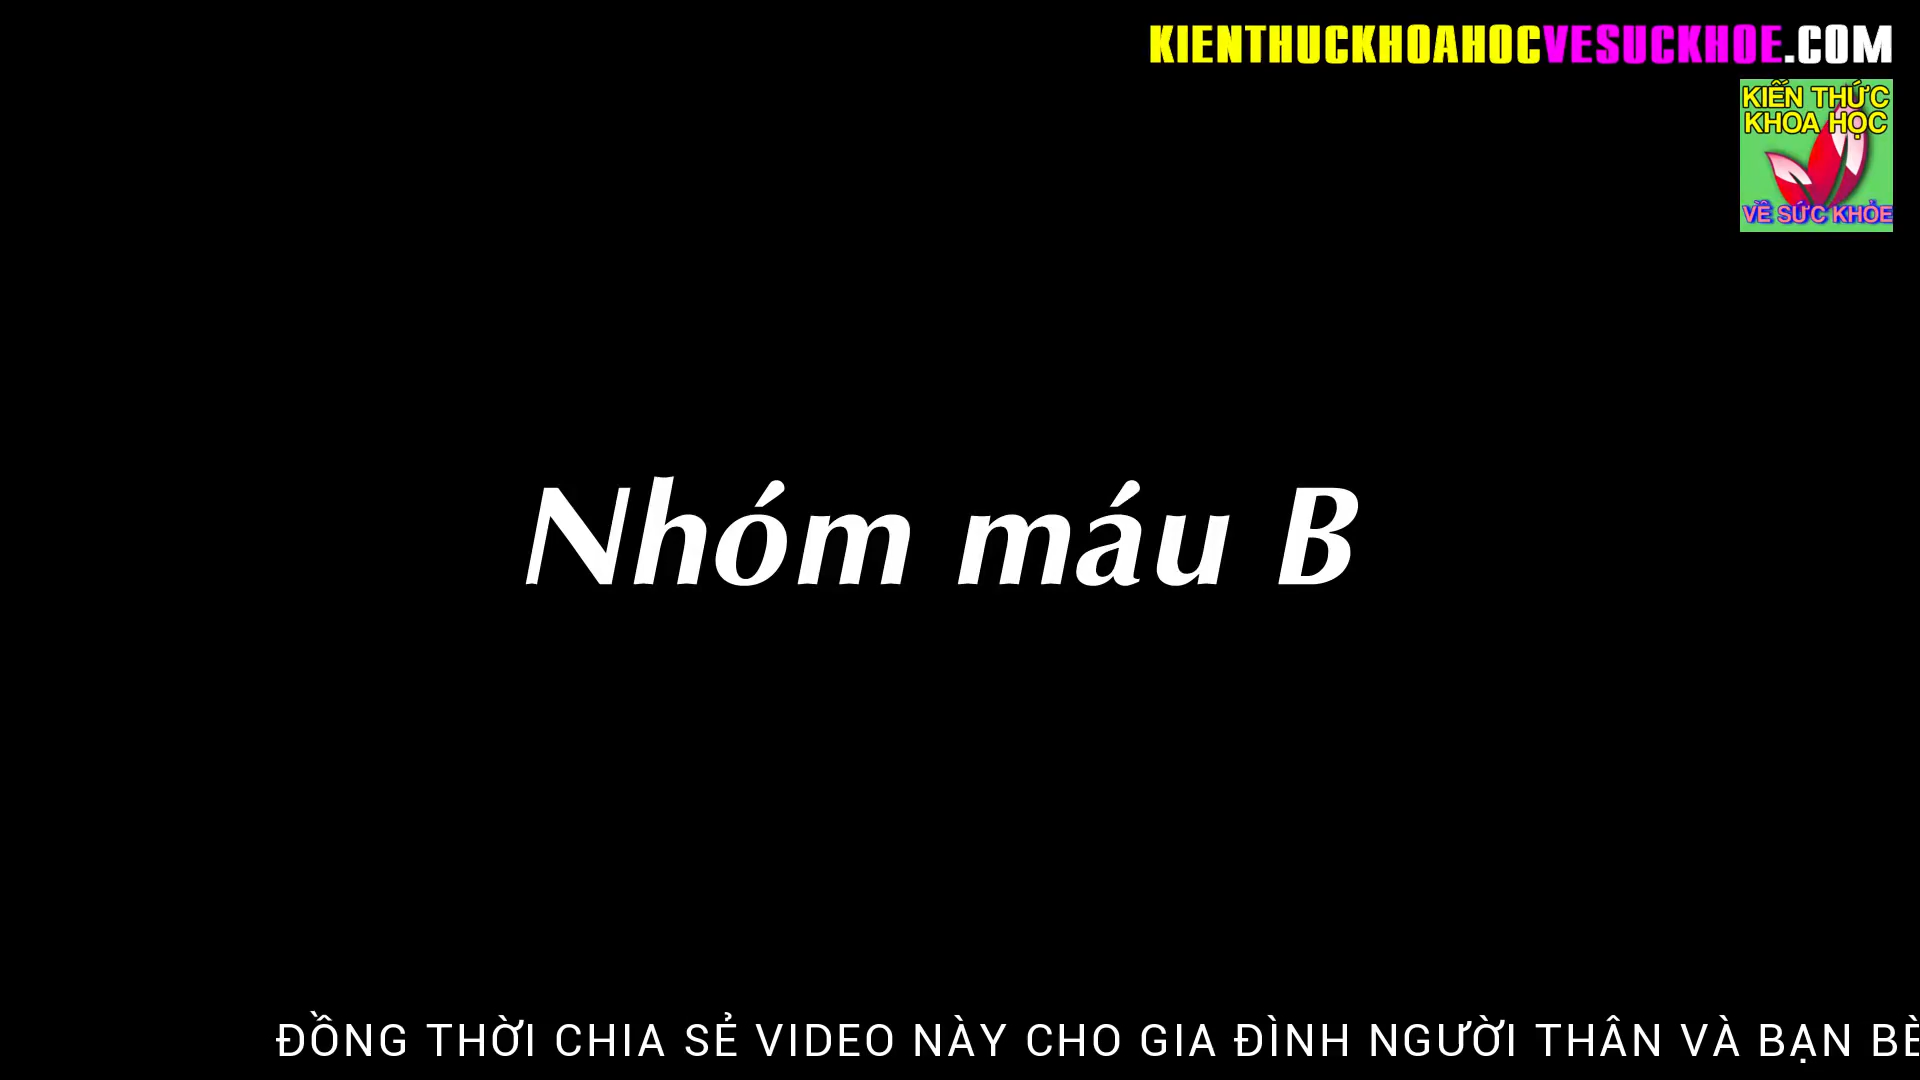 KIENTHUCKHOAHOCVESUCKHOE.COM
KIẾN THỨC
KHOA HỌC
VỀ SỨC KHỎE
Nhóm máu B
ĐỒNG THỜI CHIA SẺ VIDEO NÀY CHO GIA ĐÌNH NGƯỜI THÂN VÀ BẠN BÈ